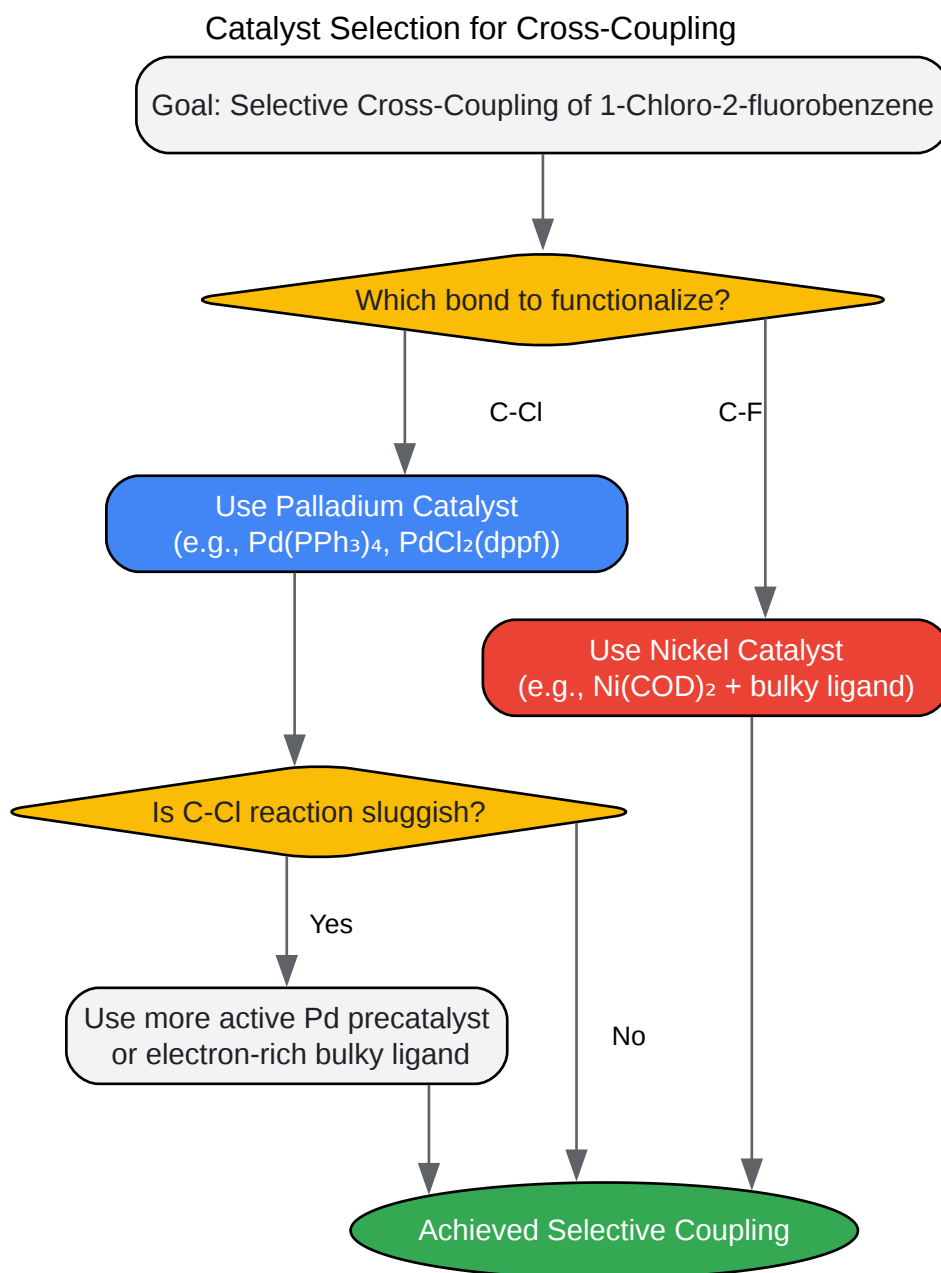 Catalyst Selection for Cross-Coupling
Goal: Selective Cross-Coupling of 1-Chloro-2-fluorobenzene
Which bond to functionalize?
C-Cl
C-F
Use Palladium Catalyst
(e.g., Pd(PPh₃)₄, PdCl₂(dppf))
Use Nickel Catalyst
(e.g., Ni(COD)₂ + bulky ligand)
Is C-Cl reaction sluggish?
Yes
Use more active Pd precatalyst
or electron-rich bulky ligand
No
Achieved Selective Coupling